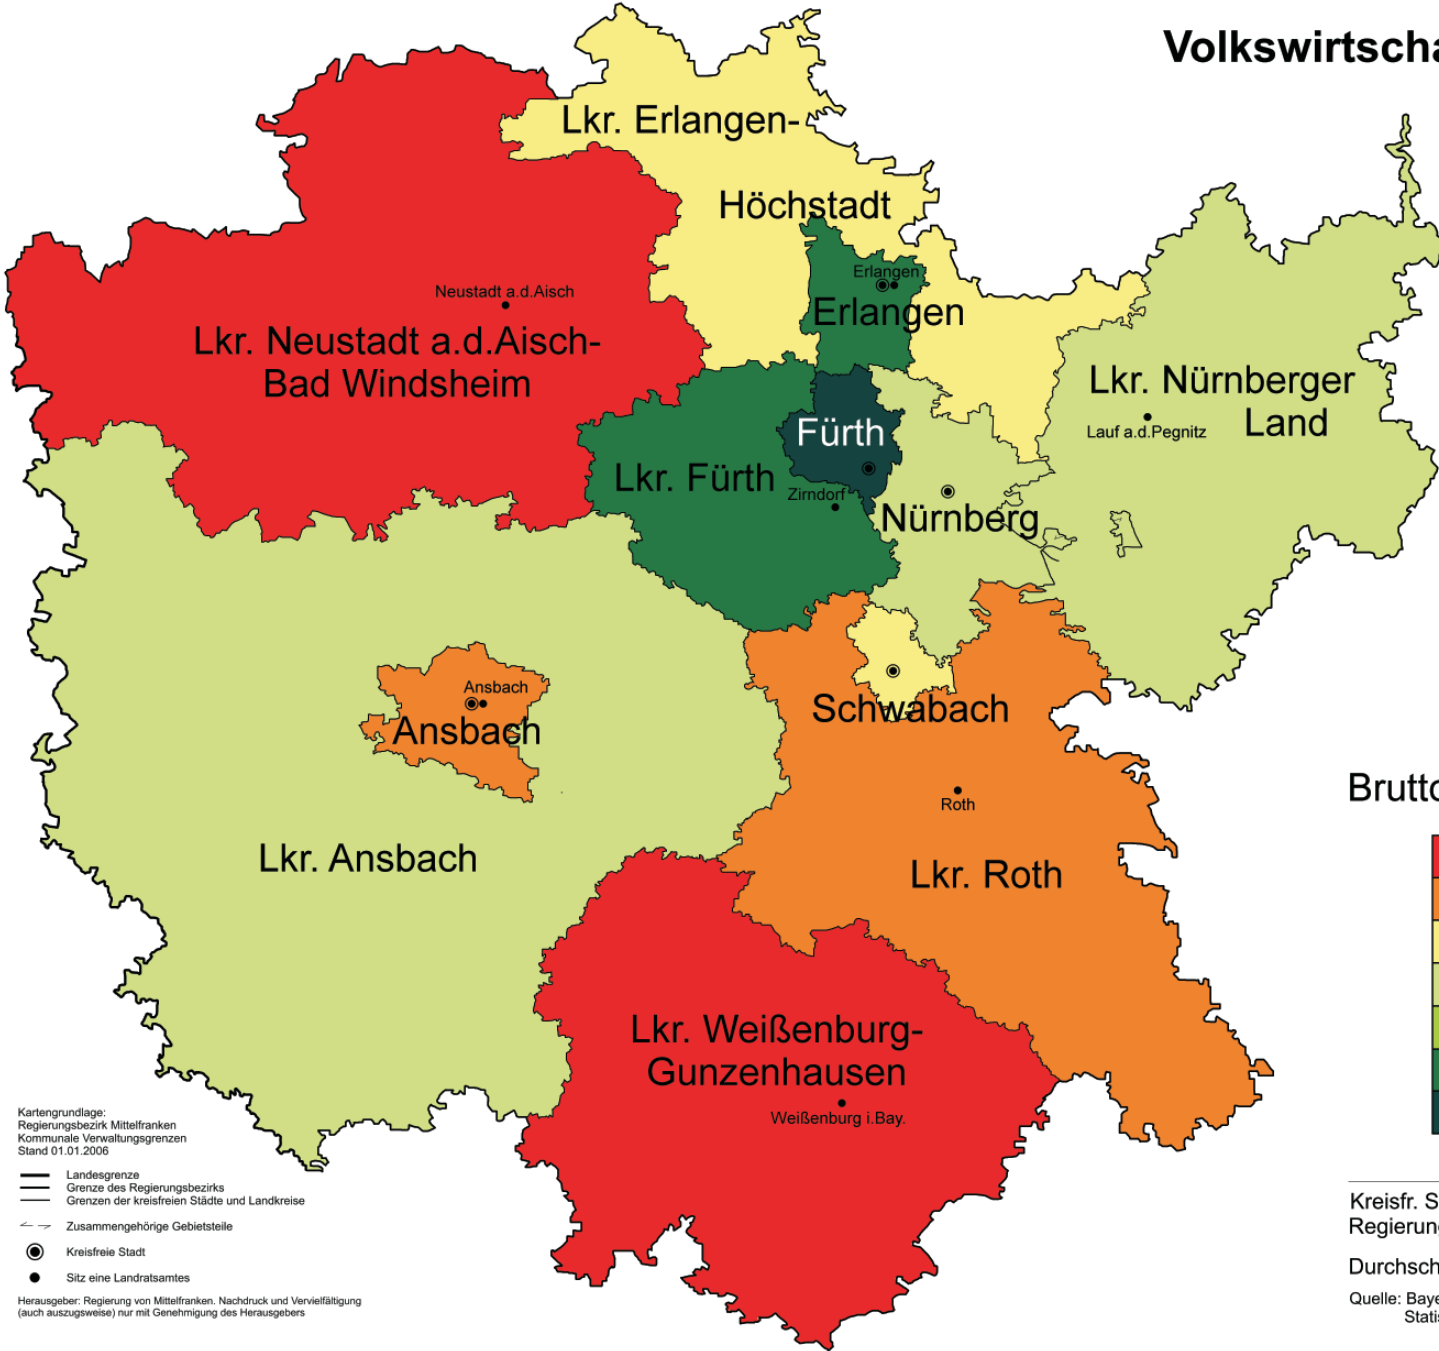 Volkswirtscha
Lkr. Erlangen-
Höchstadt
Erlangen
Erlangen
Neustadt a.d.Aisch
Lkr. Neustadt a.d.Aisch-
Bad Windsheim
Lkr. Nürnberger
Land
Lauf a.d.Pegnitz
Fürth
Lkr. Fürth
Zirndorf
Nürnberg
Ansbach
Ansbach
Schwabach
Roth
Lkr. Ansbach
Lkr. Roth
Lkr. Weißenburg-
Gunzenhausen
Weißenburg i.Bay.
Brutto
Kartengrundlage:
Regierungsbezirk Mittelfranken
Kommunale Verwaltungsgrenzen
Stand 01.01.2006
Landesgrenze
Grenze des Regierungsbezirks
Grenzen der kreisfreien Städte und Landkreise
Zusammengehörige Gebietsteile
Kreisfreie Stadt
Sitz eine Landratsamtes
Herausgeber: Regierung von Mittelfranken. Nachdruck und Vervielfältigung
(auch auszugsweise) nur mit Genehmigung des Herausgebers
Kreisfr. S
Regierung
Durchsch
Quelle: Baye
Statis